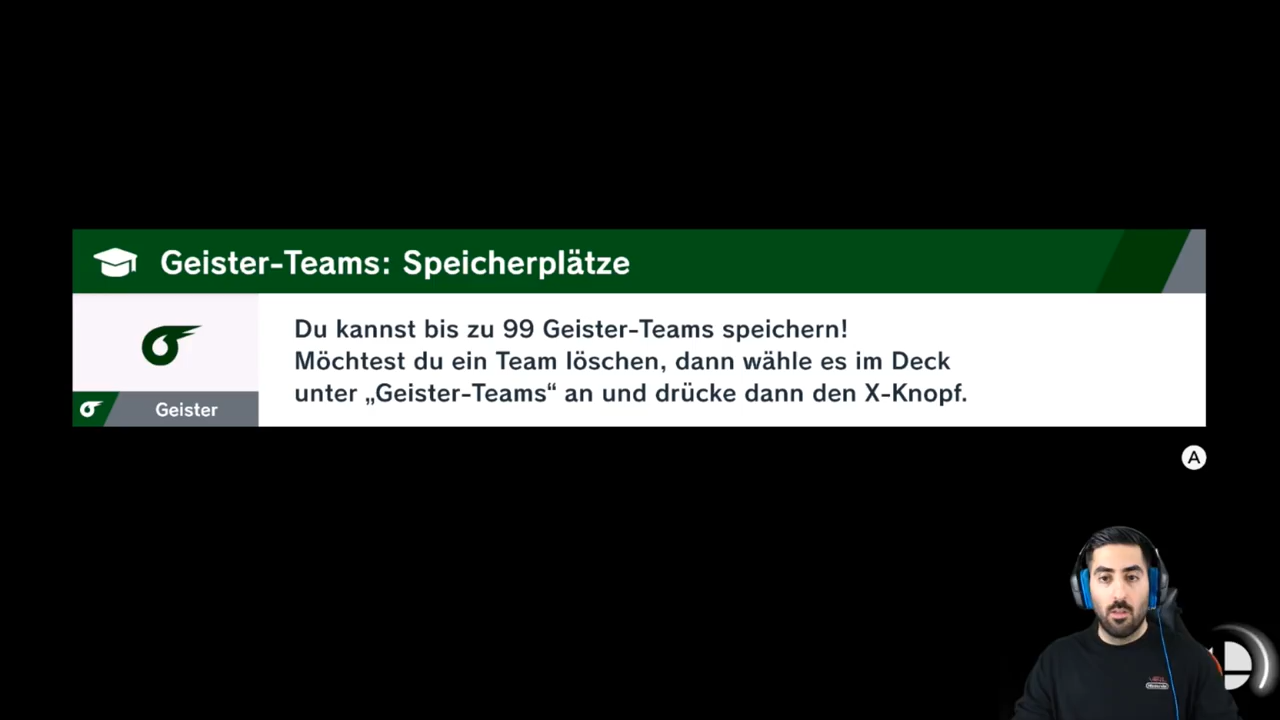 Geister-Teams: Speicherplätze
Du kannst bis zu 99 Geister-Teams speichern!
Möchtest du ein Team löschen, dann wähle es im Deck
unter „Geister-Teams“ an und drücke dann den X-Knopf.
Geister
A
Nintendo